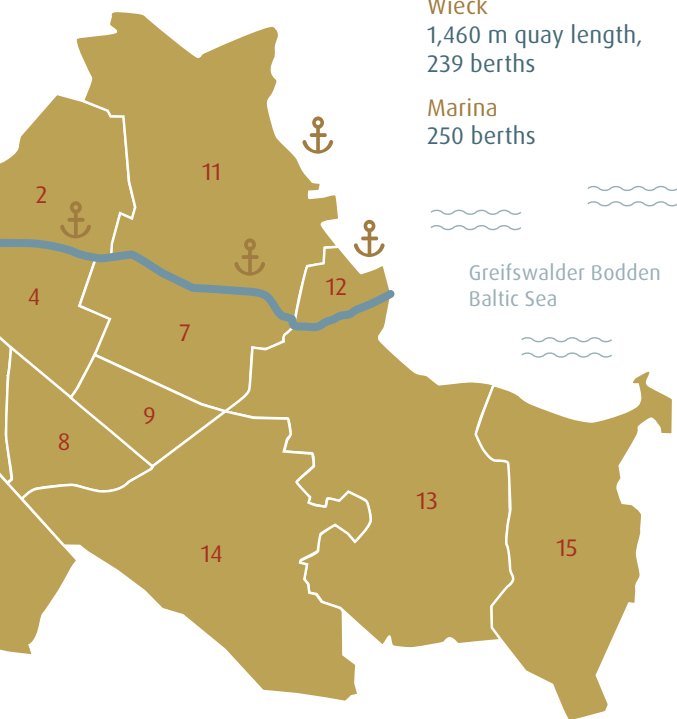 Wieck
1,460 m quay length,
239 berths
Marina
250 berths
11
2
Greifswalder Bodden
Baltic Sea
12
4
7
9
8
13
14
15